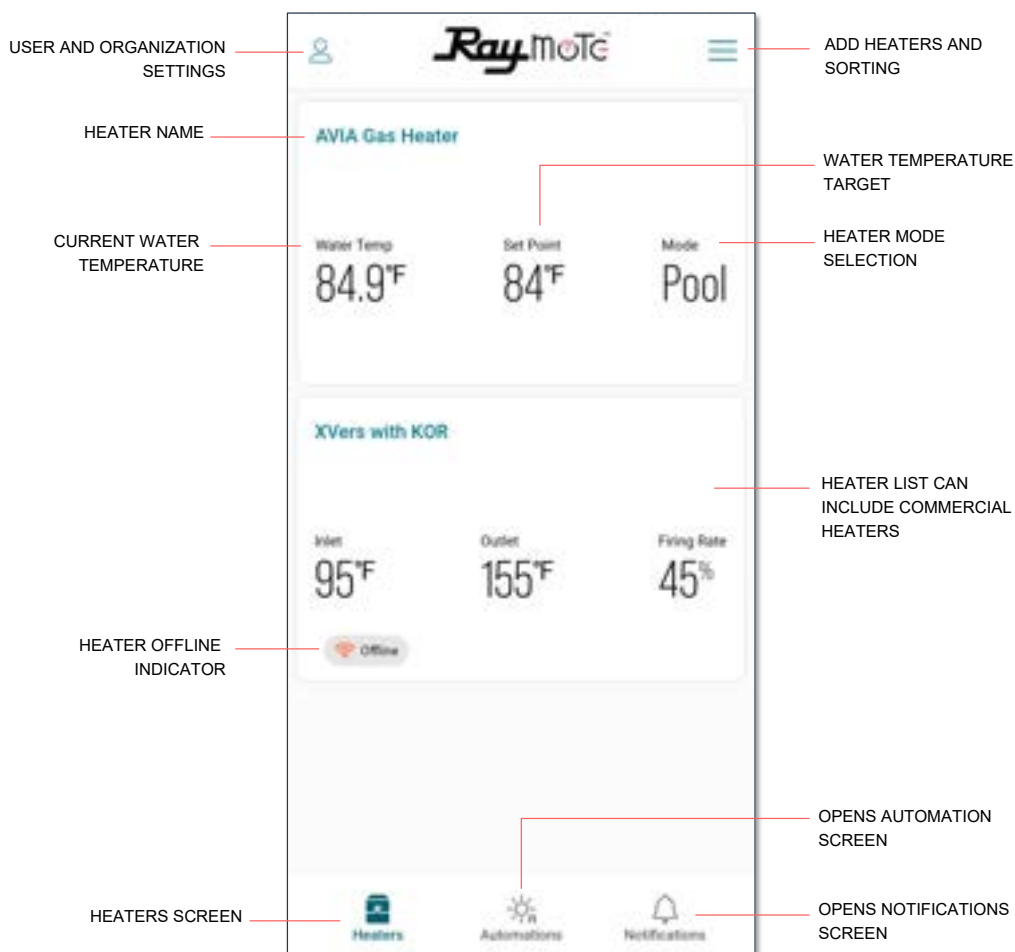 USER AND ORGANIZATION
SETTINGS
Raymote™
ADD HEATERS AND
SORTING
HEATER NAME
AVIA Gas Heater
WATER TEMPERATURE
TARGET
CURRENT WATER
TEMPERATURE
Water Temp
Set Point
Mode
84.9°F
84°F
Pool
HEATER MODE
SELECTION
XVers with KOR
HEATER LIST CAN
INCLUDE COMMERCIAL
HEATERS
Inlet
Outlet
Firing Rate
95°F
155°F
45%
HEATER OFFLINE
INDICATOR
Offline
OPENS AUTOMATION
SCREEN
HEATERS SCREEN
Heaters
Automations
Notifications
OPENS NOTIFICATIONS
SCREEN